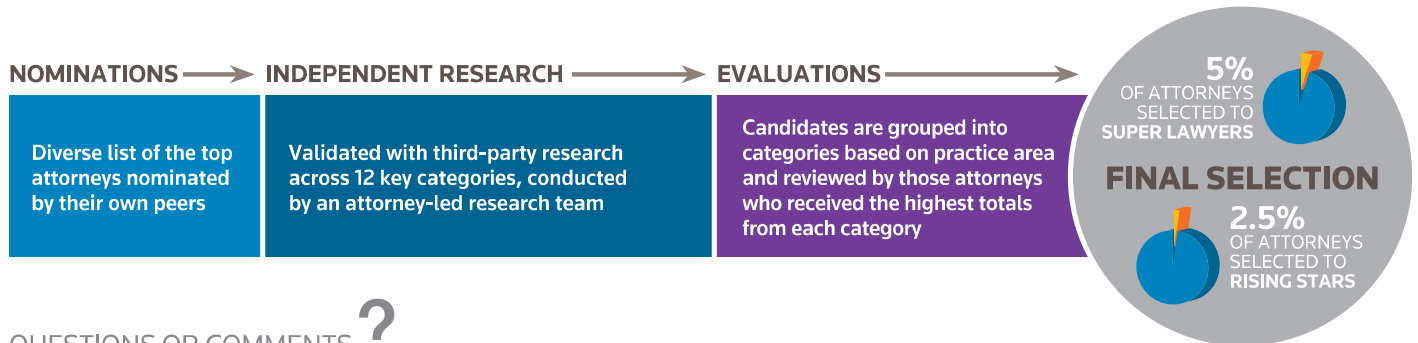 NOMINATIONS
Diverse list of the top
attorneys nominated
by their own peers
INDEPENDENT RESEARCH
Validated with third-party research
across 12 key categories, conducted
by an attorney-led research team
EVALUATIONS
Candidates are grouped into
categories based on practice area
and reviewed by those attorneys
who received the highest totals
from each category
5%
OF ATTORNEYS
SELECTED TO
SUPER LAWYERS
FINAL SELECTION
2.5%
OF ATTORNEYS
SELECTED TO
RISING STARS
QUESTIONS OR COMMENTS ?